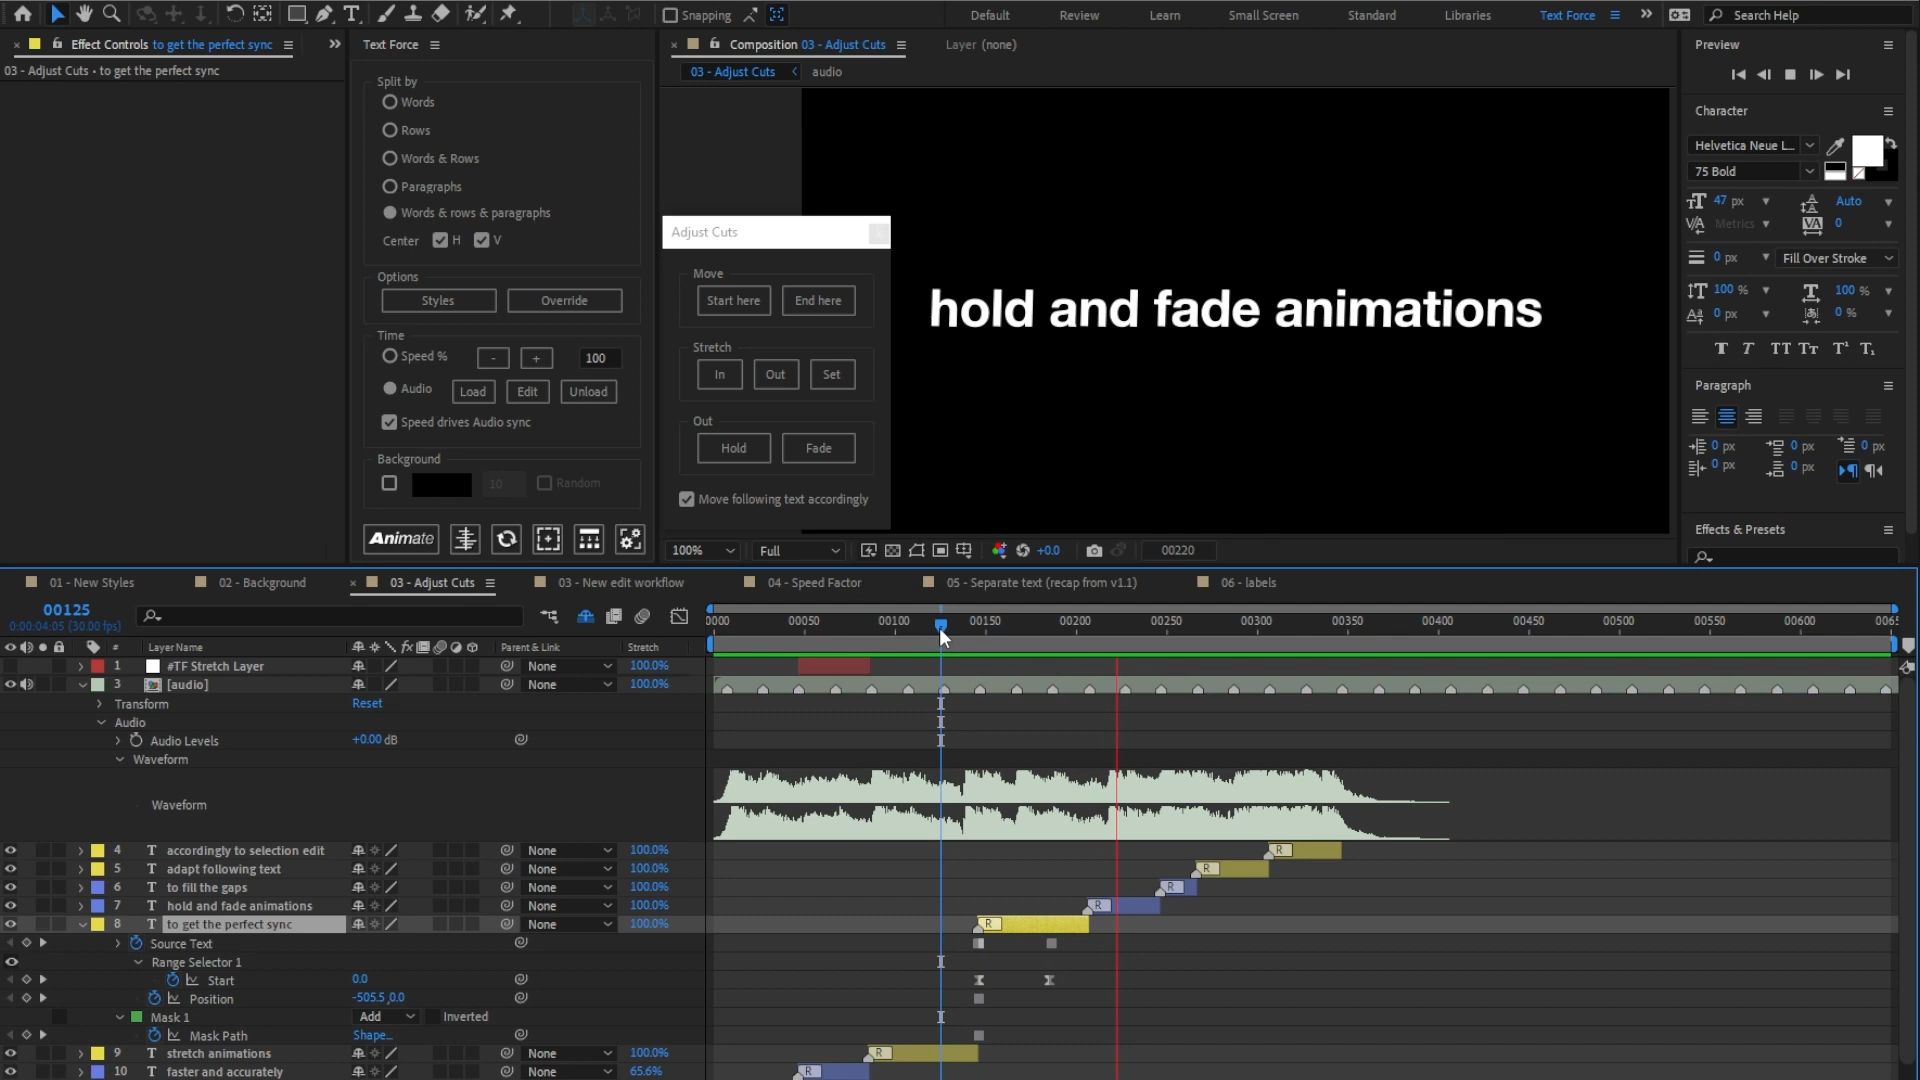 Snapping
Default
Review
Learn
Small Screen
Standard
Libraries
Text Force
Search Help
Effect Controls to get the perfect sync
03 - Adjust Cuts • to get the perfect sync
Text Force
Split by
Words
Rows
Words & Rows
Paragraphs
Words & rows & paragraphs
Center H V
Options
Styles Override
Time
Speed % - + 100
Audio Load Edit Unload
Speed drives Audio sync
Background
10 Random
Animate
Composition 03 - Adjust Cuts
Layer (none)
03 - Adjust Cuts audio
Adjust Cuts
Move
Start here End here
Stretch
In Out Set
Out
Hold Fade
Move following text accordingly
hold and fade animations
100% Full +0.0 00220
Preview
Character
Helvetica Neue L...
75 Bold
47 px Auto
Metrics 0
0 px Fill Over Stroke
100 % 100 %
0 px 0 %
Paragraph
0 px 0 px 0 px
0 px 0 px
Effects & Presets
01 - New Styles
02 - Background
03 - Adjust Cuts
03 - New edit workflow
04 - Speed Factor
05 - Separate text (recap from v1.1)
06 - labels
00125
0:00:04:05 (30.00 fps)
0000 00050 00100 00150 00200 00250 00300 00350 00400 00450 00500 00550 00600 0065
# Layer Name Parent & Link Stretch
1 #TF Stretch Layer None 100.0%
3 [audio] None 100.0%
Transform Reset
Audio
Audio Levels +0.00 dB
Waveform
Waveform
4 T accordingly to selection edit None 100.0% R
5 T adapt following text None 100.0% R
6 T to fill the gaps None 100.0% R
7 T hold and fade animations None 100.0% R
8 T to get the perfect sync None 100.0% R
Source Text
Range Selector 1
Start 0.0
Position -505.5,0.0
Mask 1 Add Inverted
Mask Path Shape...
9 T stretch animations None 100.0% R
10 T faster and accurately None 65.6% R